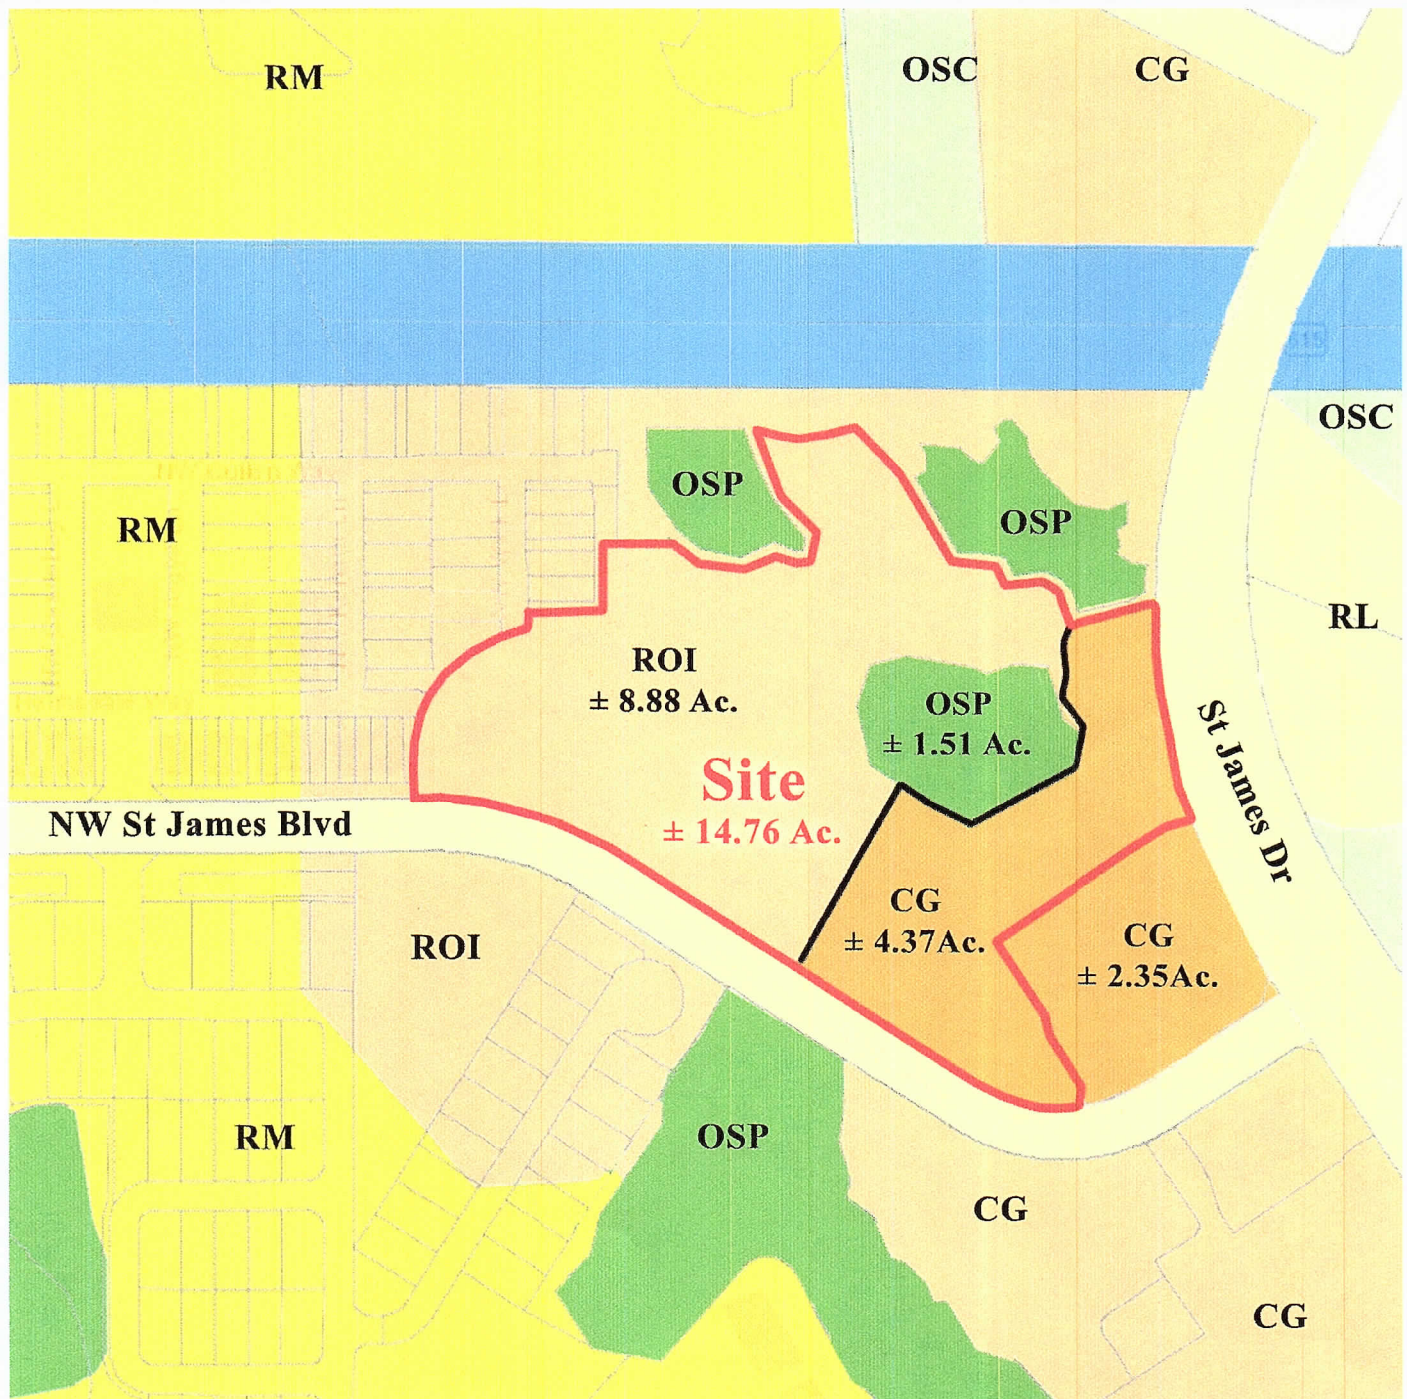 RM
OSC
CG
OSC
OSP
OSP
RM
RL
ROI
± 8.88 Ac.
OSP
± 1.51 Ac.
St James Dr
Site
± 14.76 Ac.
NW St James Blvd
CG
± 4.37Ac.
CG
± 2.35Ac.
ROI
RM
OSP
CG
CG